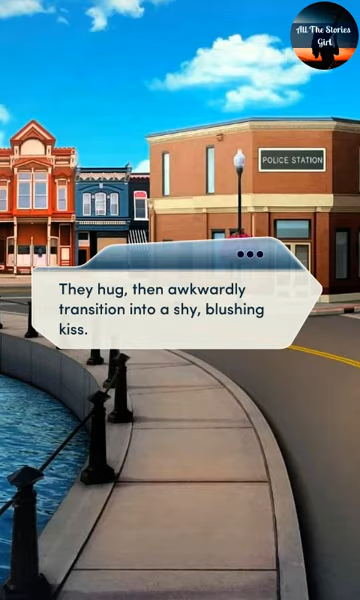 All The Stories
Girl
POLICE STATION
They hug, then awkwardly
transition into a shy, blushing
kiss.